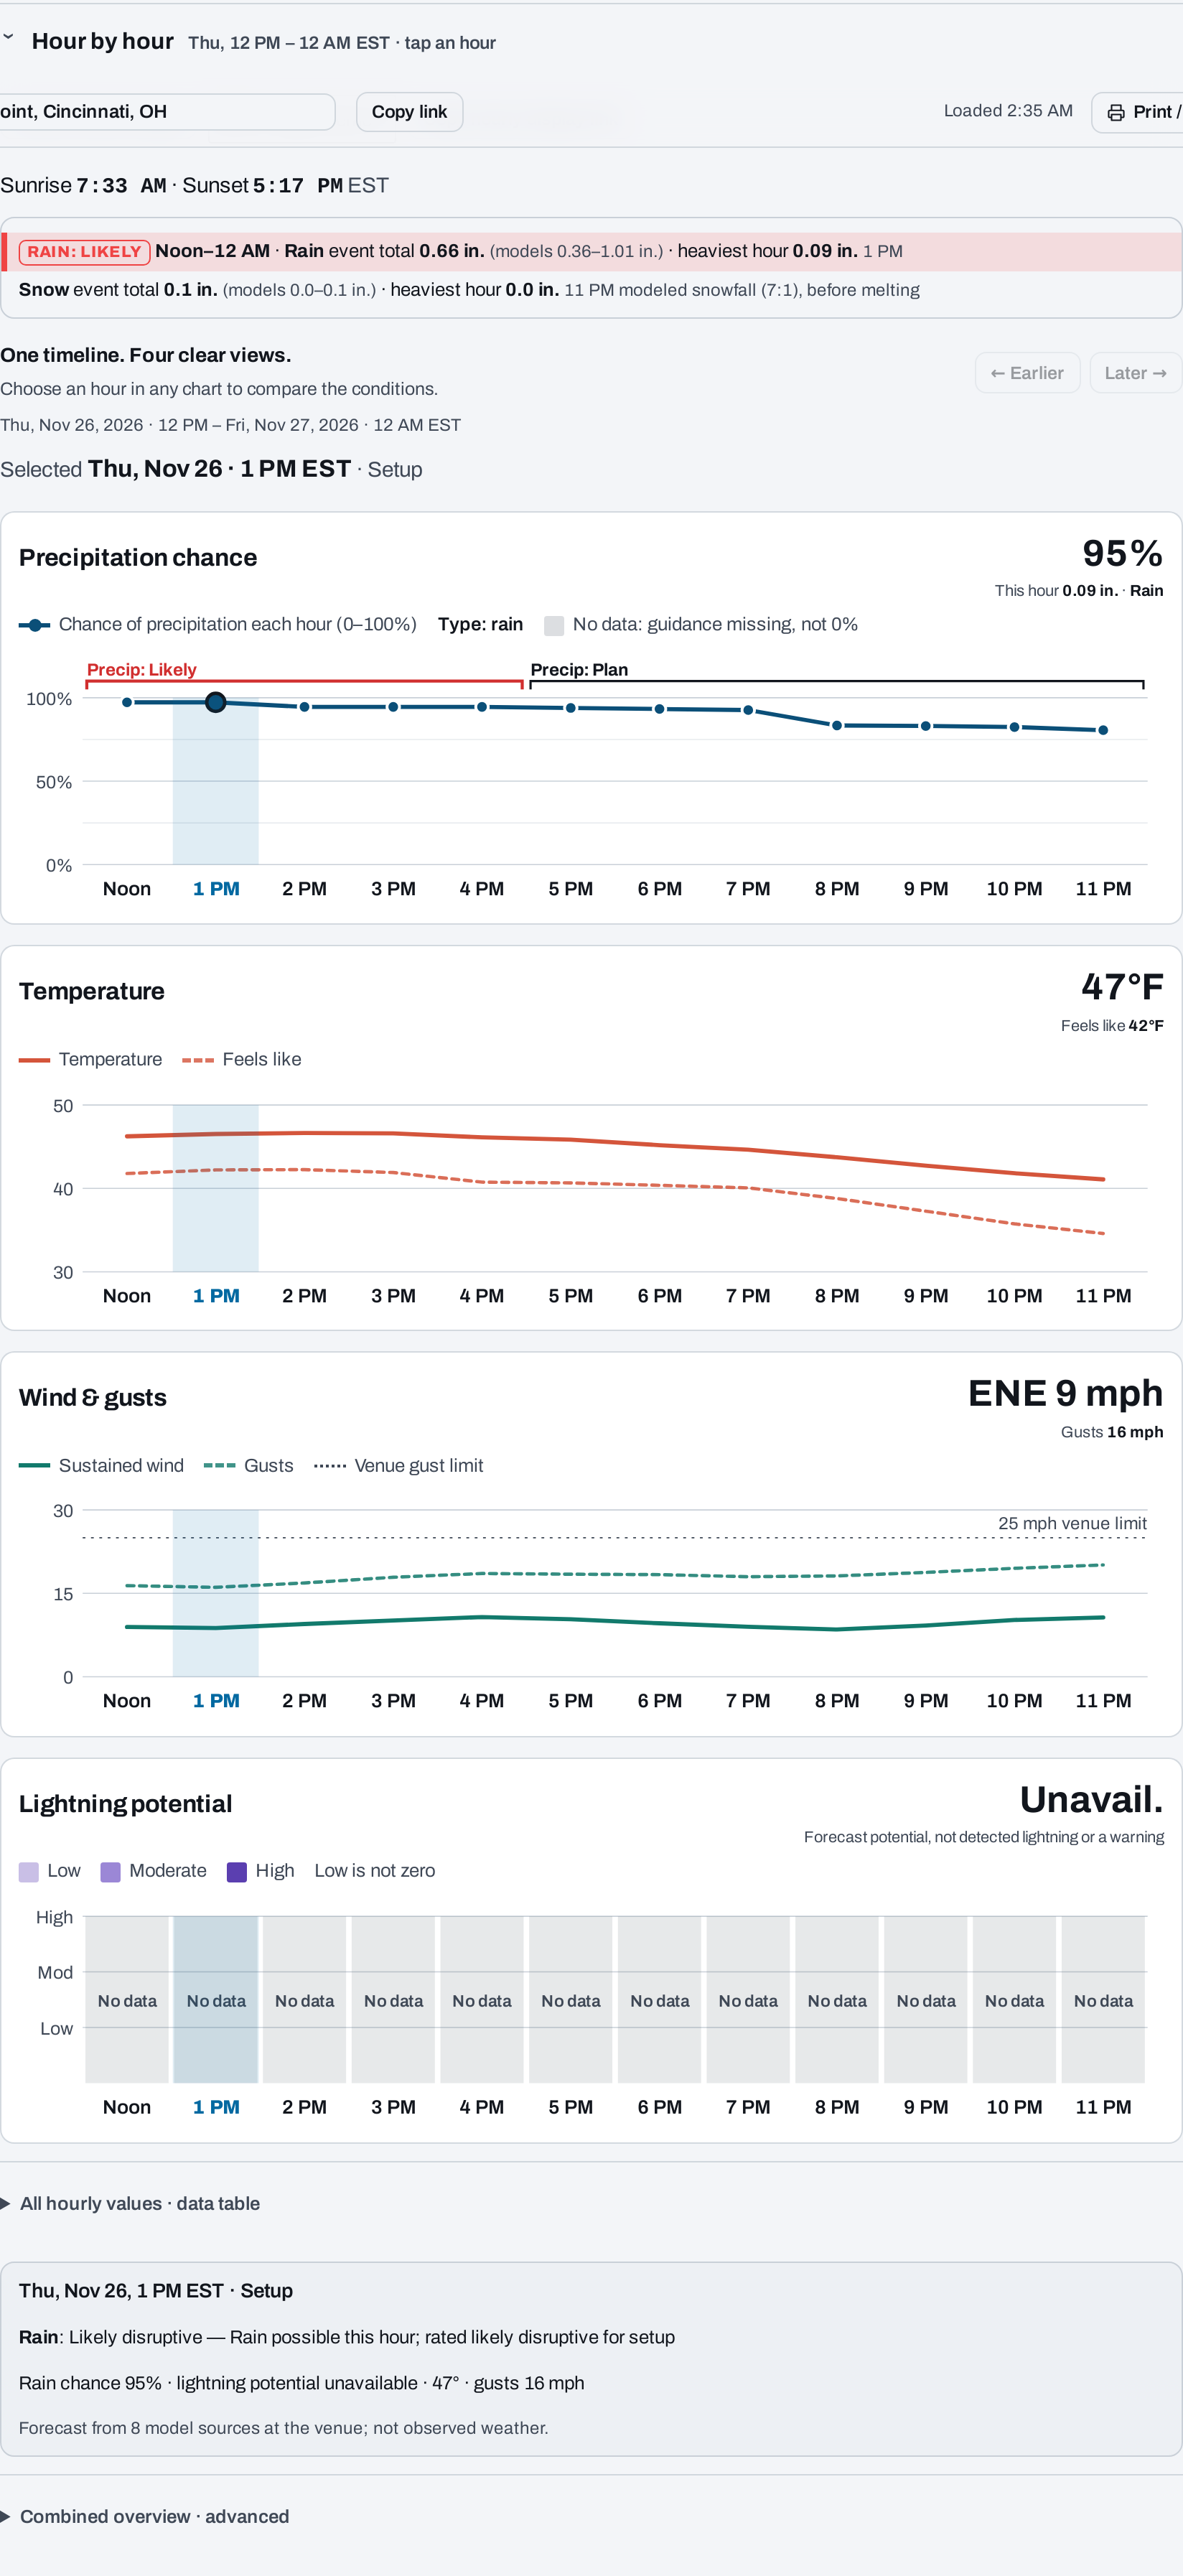 Hour by hour Thu, 12 PM – 12 AM EST · tap an hour
oint, Cincinnati, OH Copy link Loaded 2:35 AM Print /
Sunrise 7:33 AM · Sunset 5:17 PM EST
RAIN: LIKELY Noon–12 AM · Rain event total 0.66 in. (models 0.36–1.01 in.) · heaviest hour 0.09 in. 1 PM
Snow event total 0.1 in. (models 0.0–0.1 in.) · heaviest hour 0.0 in. 11 PM modeled snowfall (7:1), before melting
One timeline. Four clear views.
Choose an hour in any chart to compare the conditions.
← Earlier Later →
Thu, Nov 26, 2026 · 12 PM – Fri, Nov 27, 2026 · 12 AM EST
Selected Thu, Nov 26 · 1 PM EST · Setup
Precipitation chance 95%
This hour 0.09 in. · Rain
Chance of precipitation each hour (0–100%) Type: rain No data: guidance missing, not 0%
Precip: Likely Precip: Plan
100%
50%
0%
Noon 1 PM 2 PM 3 PM 4 PM 5 PM 6 PM 7 PM 8 PM 9 PM 10 PM 11 PM
Temperature 47°F
Feels like 42°F
Temperature Feels like
50
40
30
Noon 1 PM 2 PM 3 PM 4 PM 5 PM 6 PM 7 PM 8 PM 9 PM 10 PM 11 PM
Wind & gusts ENE 9 mph
Gusts 16 mph
Sustained wind Gusts Venue gust limit
30
25 mph venue limit
15
0
Noon 1 PM 2 PM 3 PM 4 PM 5 PM 6 PM 7 PM 8 PM 9 PM 10 PM 11 PM
Lightning potential Unavail.
Forecast potential, not detected lightning or a warning
Low Moderate High Low is not zero
High
Mod
No data No data No data No data No data No data No data No data No data No data No data No data
Low
Noon 1 PM 2 PM 3 PM 4 PM 5 PM 6 PM 7 PM 8 PM 9 PM 10 PM 11 PM
All hourly values · data table
Thu, Nov 26, 1 PM EST · Setup
Rain: Likely disruptive — Rain possible this hour; rated likely disruptive for setup
Rain chance 95% · lightning potential unavailable · 47° · gusts 16 mph
Forecast from 8 model sources at the venue; not observed weather.
Combined overview · advanced